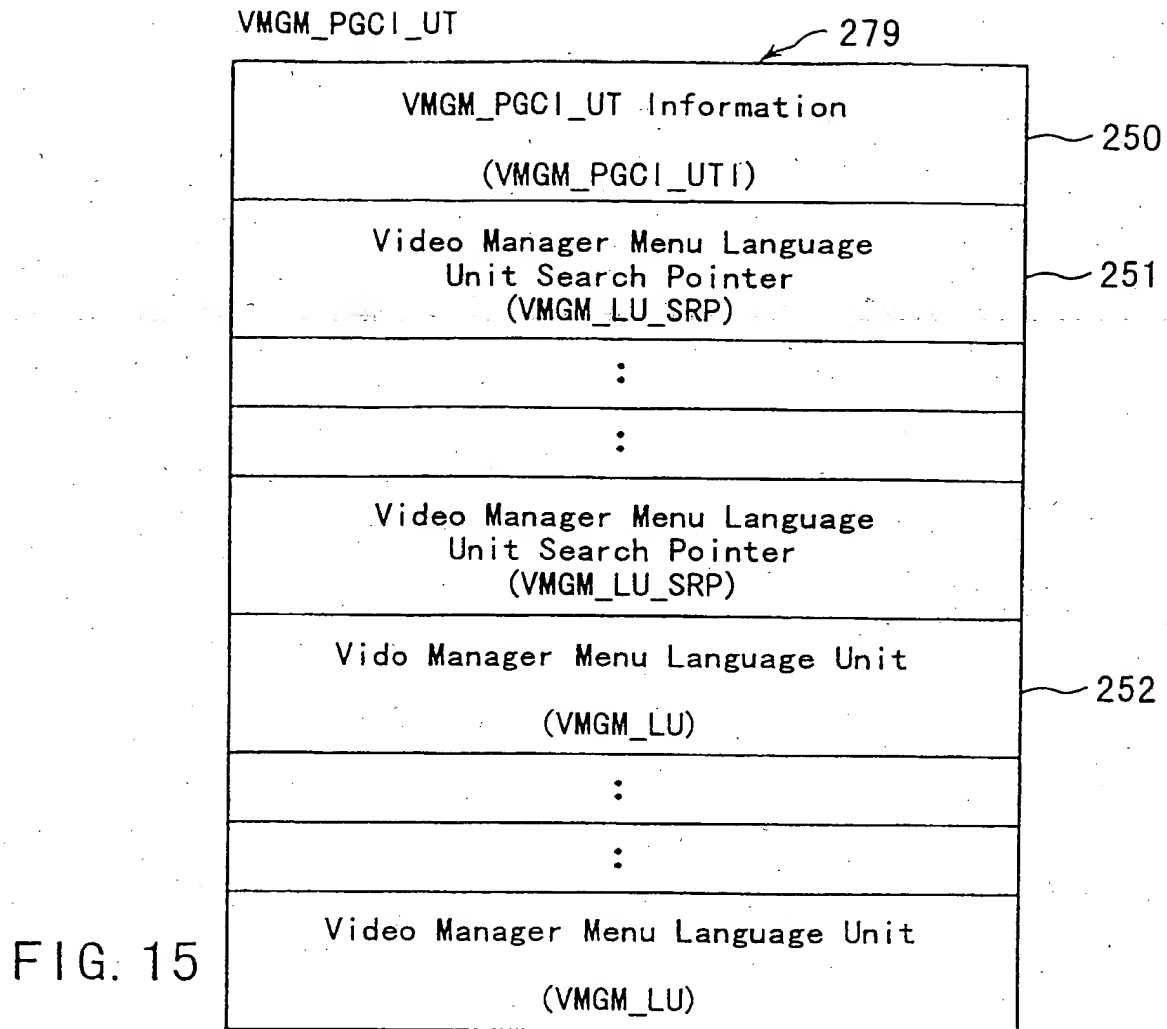 VMGM_PGCI_UT
279
VMGM_PGCI_UT Information
(VMGM_PGCI_UTI)
250
Video Manager Menu Language
Unit Search Pointer
(VMGM_LU_SRP)
251
:
:
Video Manager Menu Language
Unit Search Pointer
(VMGM_LU_SRP)
Vido Manager Menu Language Unit
(VMGM_LU)
252
:
:
Video Manager Menu Language Unit
(VMGM_LU)
FIG. 15